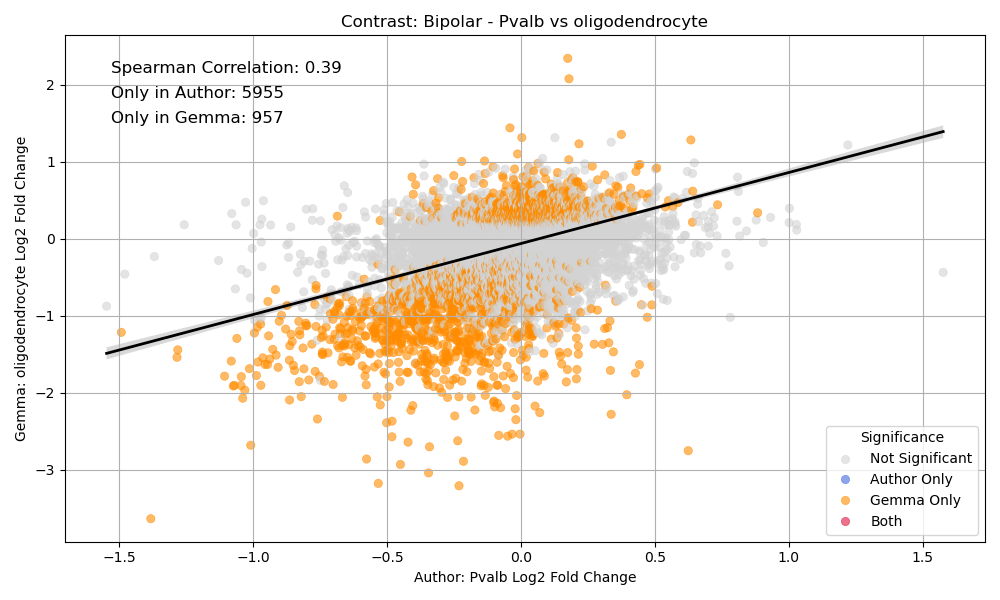 Contrast: Bipolar - Pvalb vs oligodendrocyte
Spearman Correlation: 0.39
Only in Author: 5955
Only in Gemma: 957
Gemma: oligodendrocyte Log2 Fold Change
2
1
0
−1
−2
−3
−1.5
−1.0
−0.5
0.0
0.5
1.0
1.5
Author: Pvalb Log2 Fold Change
Significance
Not Significant
Author Only
Gemma Only
Both